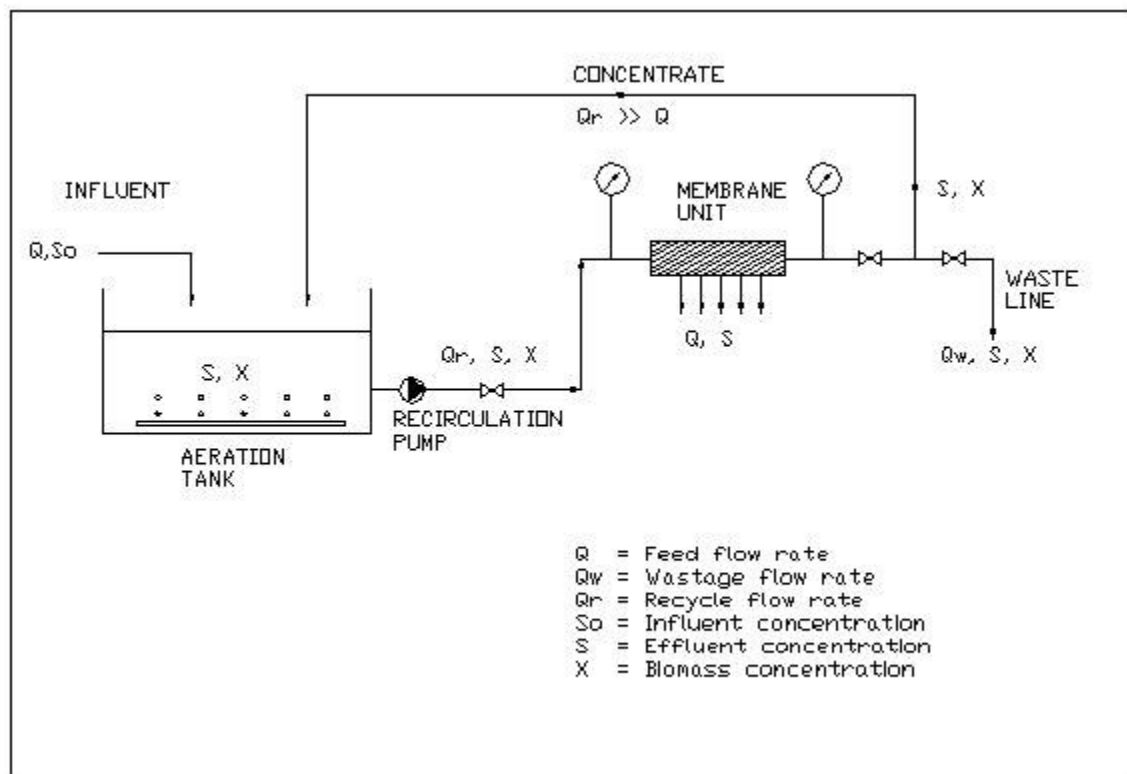 CONCENTRATE
Qr >> Q
INFLUENT
Q,So
MEMBRANE
UNIT
S, X
WASTE
LINE
Q, S
Qr, S, X
Qw, S, X
S, X
RECIRCULATION
PUMP
AERATION
TANK
Q = Feed flow rate
Qw = Wastage flow rate
Qr = Recycle flow rate
So = Influent concentration
S = Effluent concentration
X = Biomass concentration